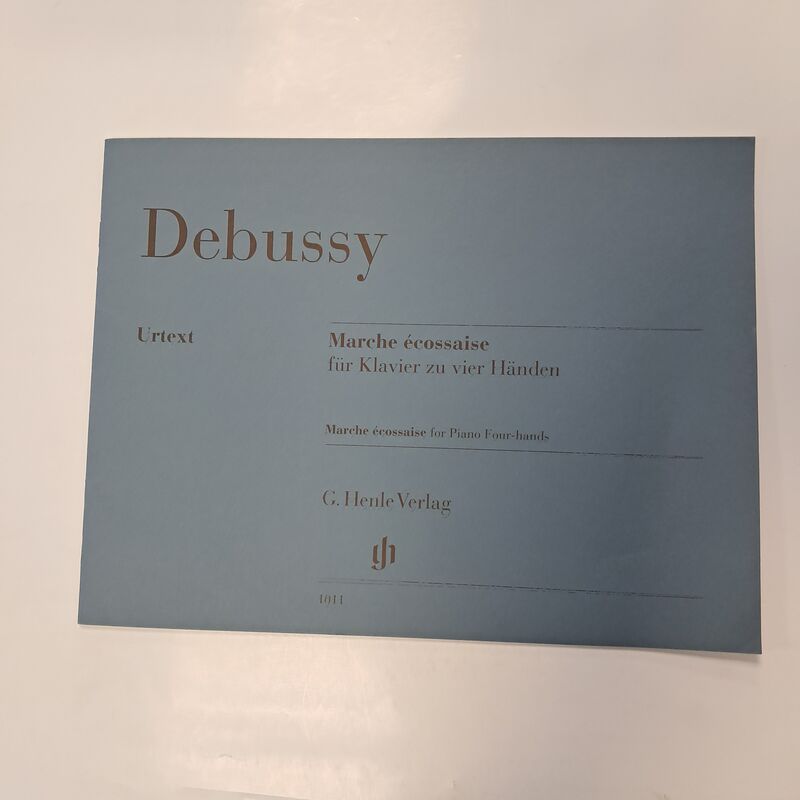 Debussy
Urtext
Marche écossaise
für Klavier zu vier Händen
Marche écossaise for Piano Four-hands
G. Henle Verlag
1011